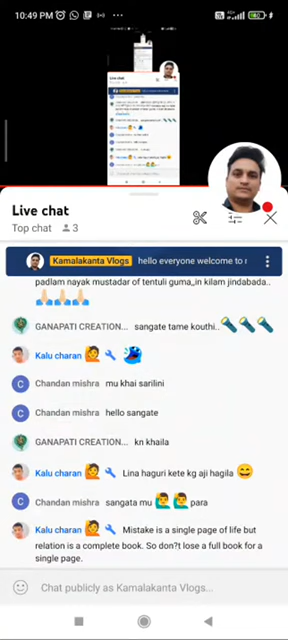 10:49 PM
Live chat
Top chat 3
Kamalakanta Vlogs hello everyone welcome to
padlam nayak mustadar of tentuli guma,,in kilam jindabada..
GANAPATI CREATION... sangate tame kouthi..
Kalu charan
Chandan mishra mu khai sarilini
Chandan mishra hello sangate
GANAPATI CREATION... kn khaila
Kalu charan Lina haguri kete kg aji hagila
Chandan mishra sangata mu para
Kalu charan Mistake is a single page of life but
relation is a complete book. So don?t lose a full book for a
single page.
Chat publicly as Kamalakanta Vlogs...